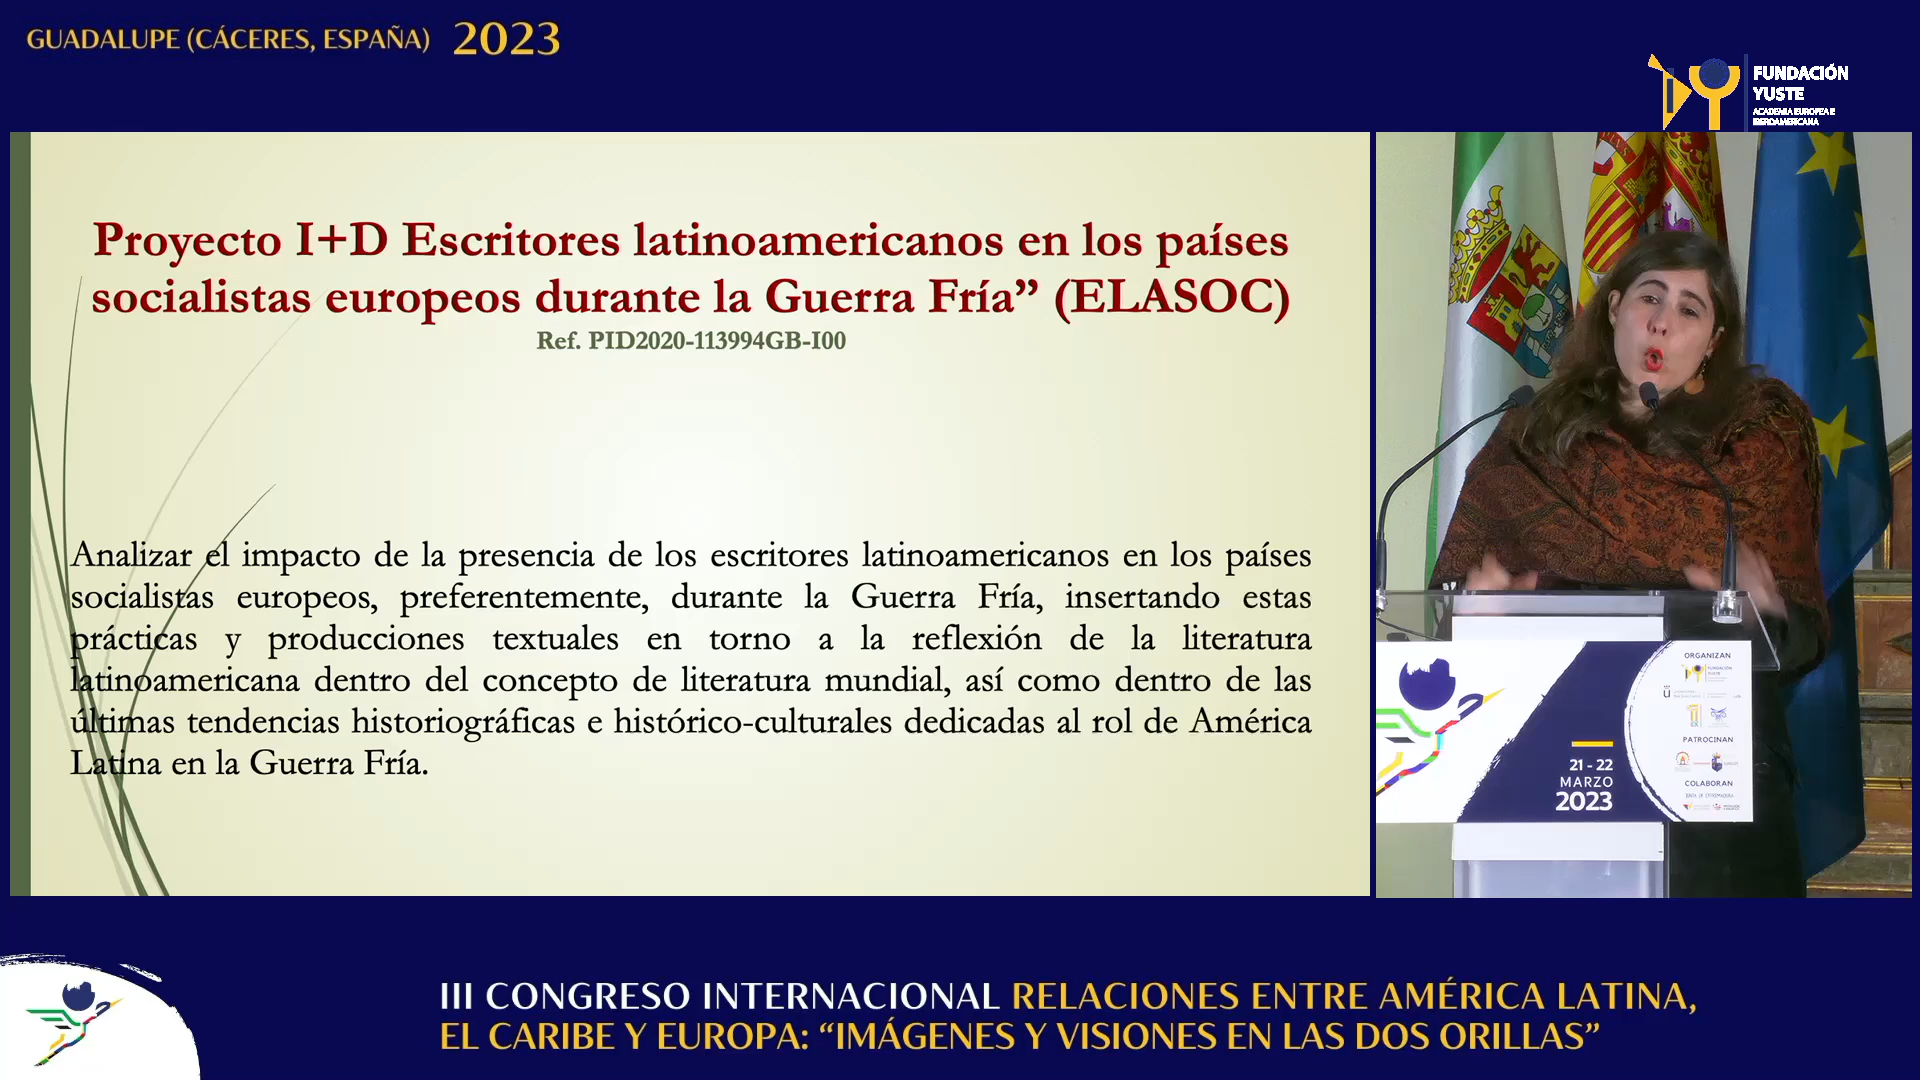 GUADALUPE (CÁCERES, ESPAÑA) 2023
FUNDACIÓN
YUSTE
ACADEMIA EUROPEA E
IBEROAMERICANA
Proyecto I+D Escritores latinoamericanos en los países
socialistas europeos durante la Guerra Fría” (ELASOC)
Ref. PID2020-113994GB-I00
Analizar el impacto de la presencia de los escritores latinoamericanos en los países
socialistas europeos, preferentemente, durante la Guerra Fría, insertando estas
prácticas y producciones textuales en torno a la reflexión de la literatura
latinoamericana dentro del concepto de literatura mundial, así como dentro de las
últimas tendencias historiográficas e histórico-culturales dedicadas al rol de América
Latina en la Guerra Fría.
ORGANIZAN
FUNDACIÓN
YUSTE
PATROCINAN
COLABORAN
21 - 22
MARZO
2023
III CONGRESO INTERNACIONAL RELACIONES ENTRE AMÉRICA LATINA,
EL CARIBE Y EUROPA: “IMÁGENES Y VISIONES EN LAS DOS ORILLAS”